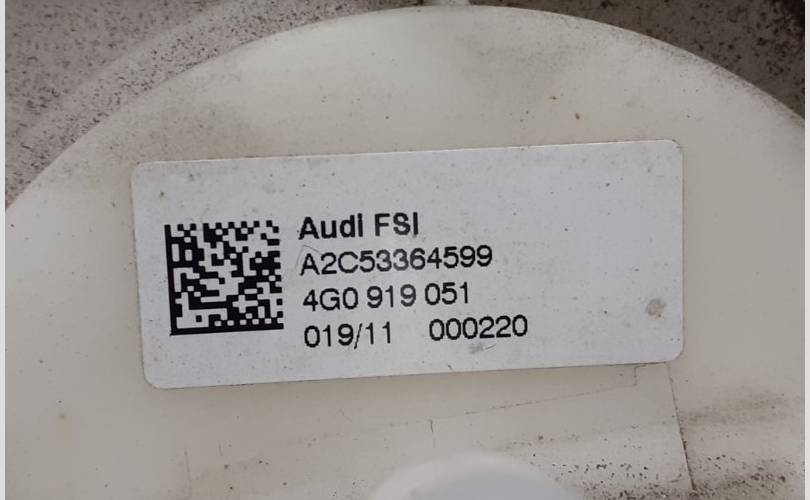 Audi FSI
A2C53364599
4G0 919 051
019/11 000220